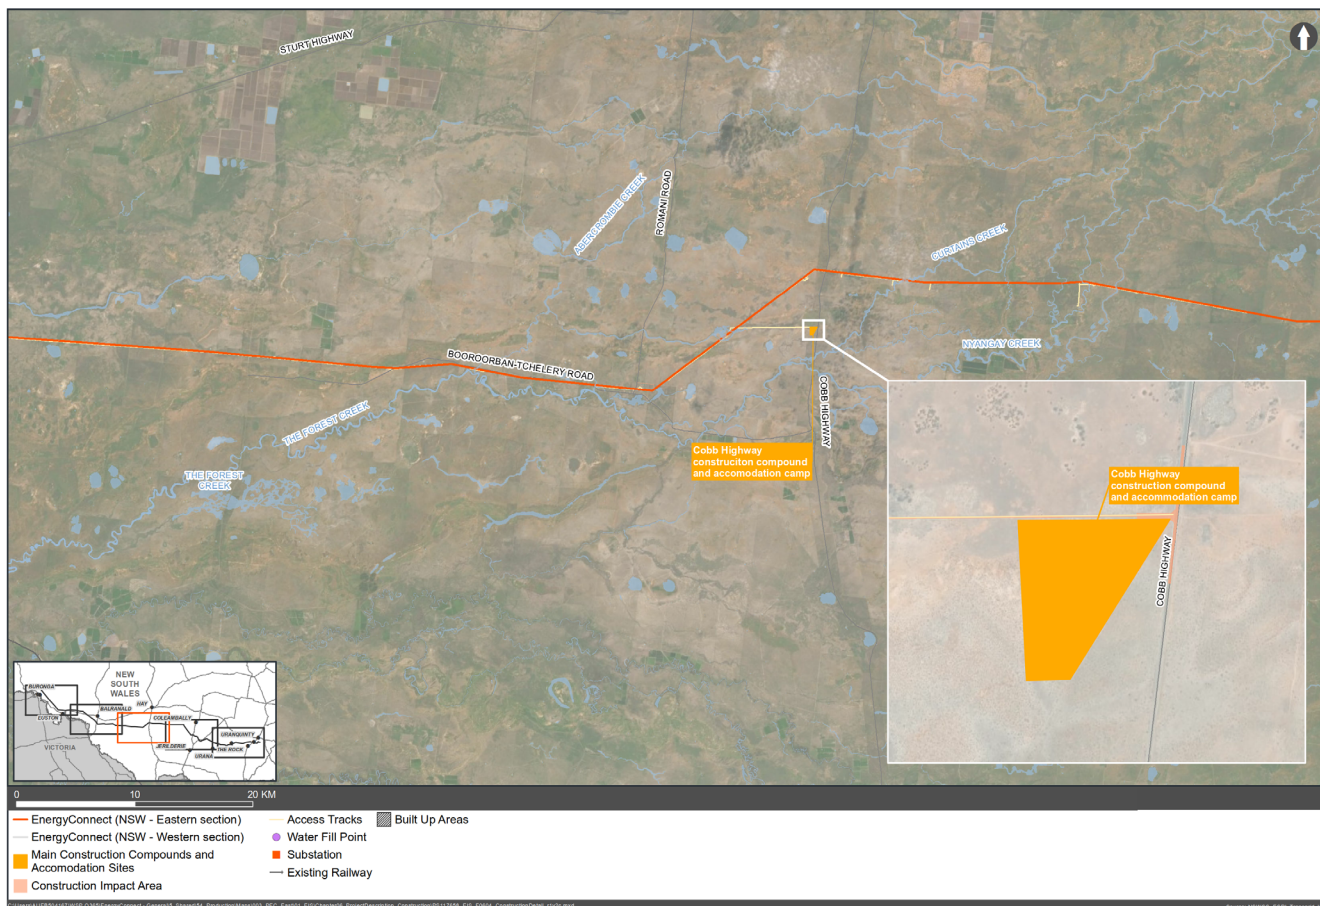 STURT HIGHWAY
ABERCROMBIE CREEK
ROMANI ROAD
CURTAINS CREEK
NYANGAY CREEK
BOOROORBAN-TCHELERY ROAD
COBB HIGHWAY
THE FOREST CREEK
THE FOREST
CREEK
Cobb Highway
construciton compound
and accomodation camp
Cobb Highway
construction compound
and accommodation camp
COBB HIGHWAY
NEW
SOUTH
WALES
BURONGA
EUSTON
BALRANALD
HAY
COLEAMBALLY
URANQUINTY
JERILDERIE
THE ROCK
URANA
VICTORIA
0 10 20 KM
EnergyConnect (NSW - Eastern section)
EnergyConnect (NSW - Western section)
Main Construction Compounds and
Accomodation Sites
Construction Impact Area
Access Tracks
Water Fill Point
Substation
Existing Railway
Built Up Areas